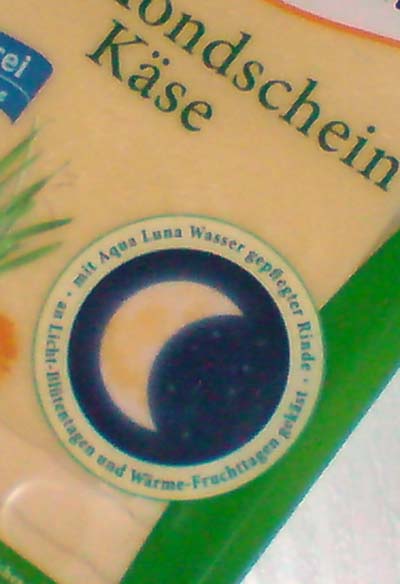 ondschein
Käse
rei
mit Aqua Luna Wasser gepflegter Rinde ·
an Licht-Blütentagen und Wärme-Fruchttagen gekäst ·